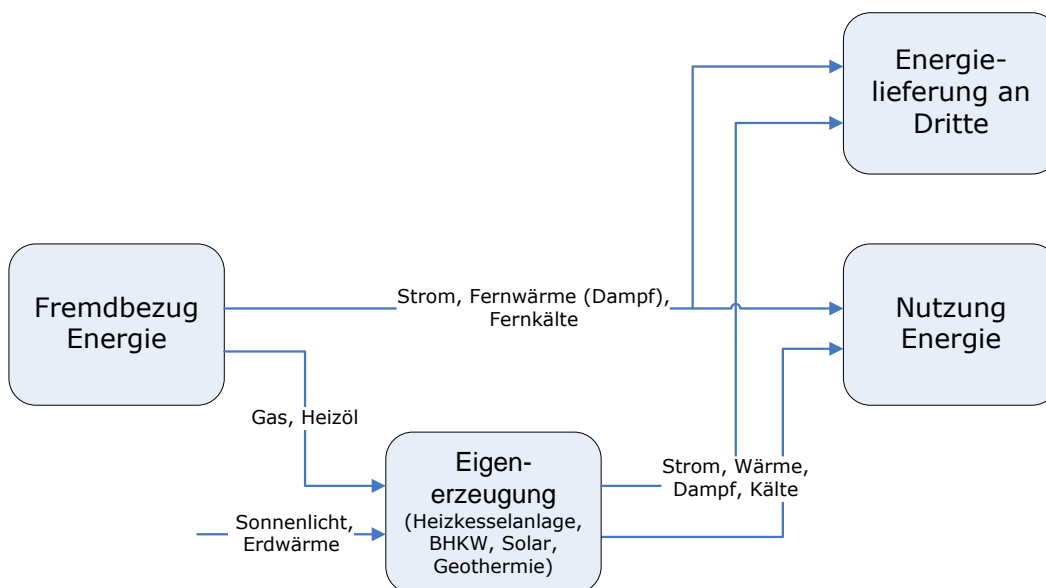 Energie-
lieferung an
Dritte
Fremdbezug
Energie
Strom, Fernwärme (Dampf),
Fernkälte
Nutzung
Energie
Gas, Heizöl
Eigen-
erzeugung
(Heizkesselanlage,
BHKW, Solar,
Geothermie)
Strom, Wärme,
Dampf, Kälte
Sonnenlicht,
Erdwärme